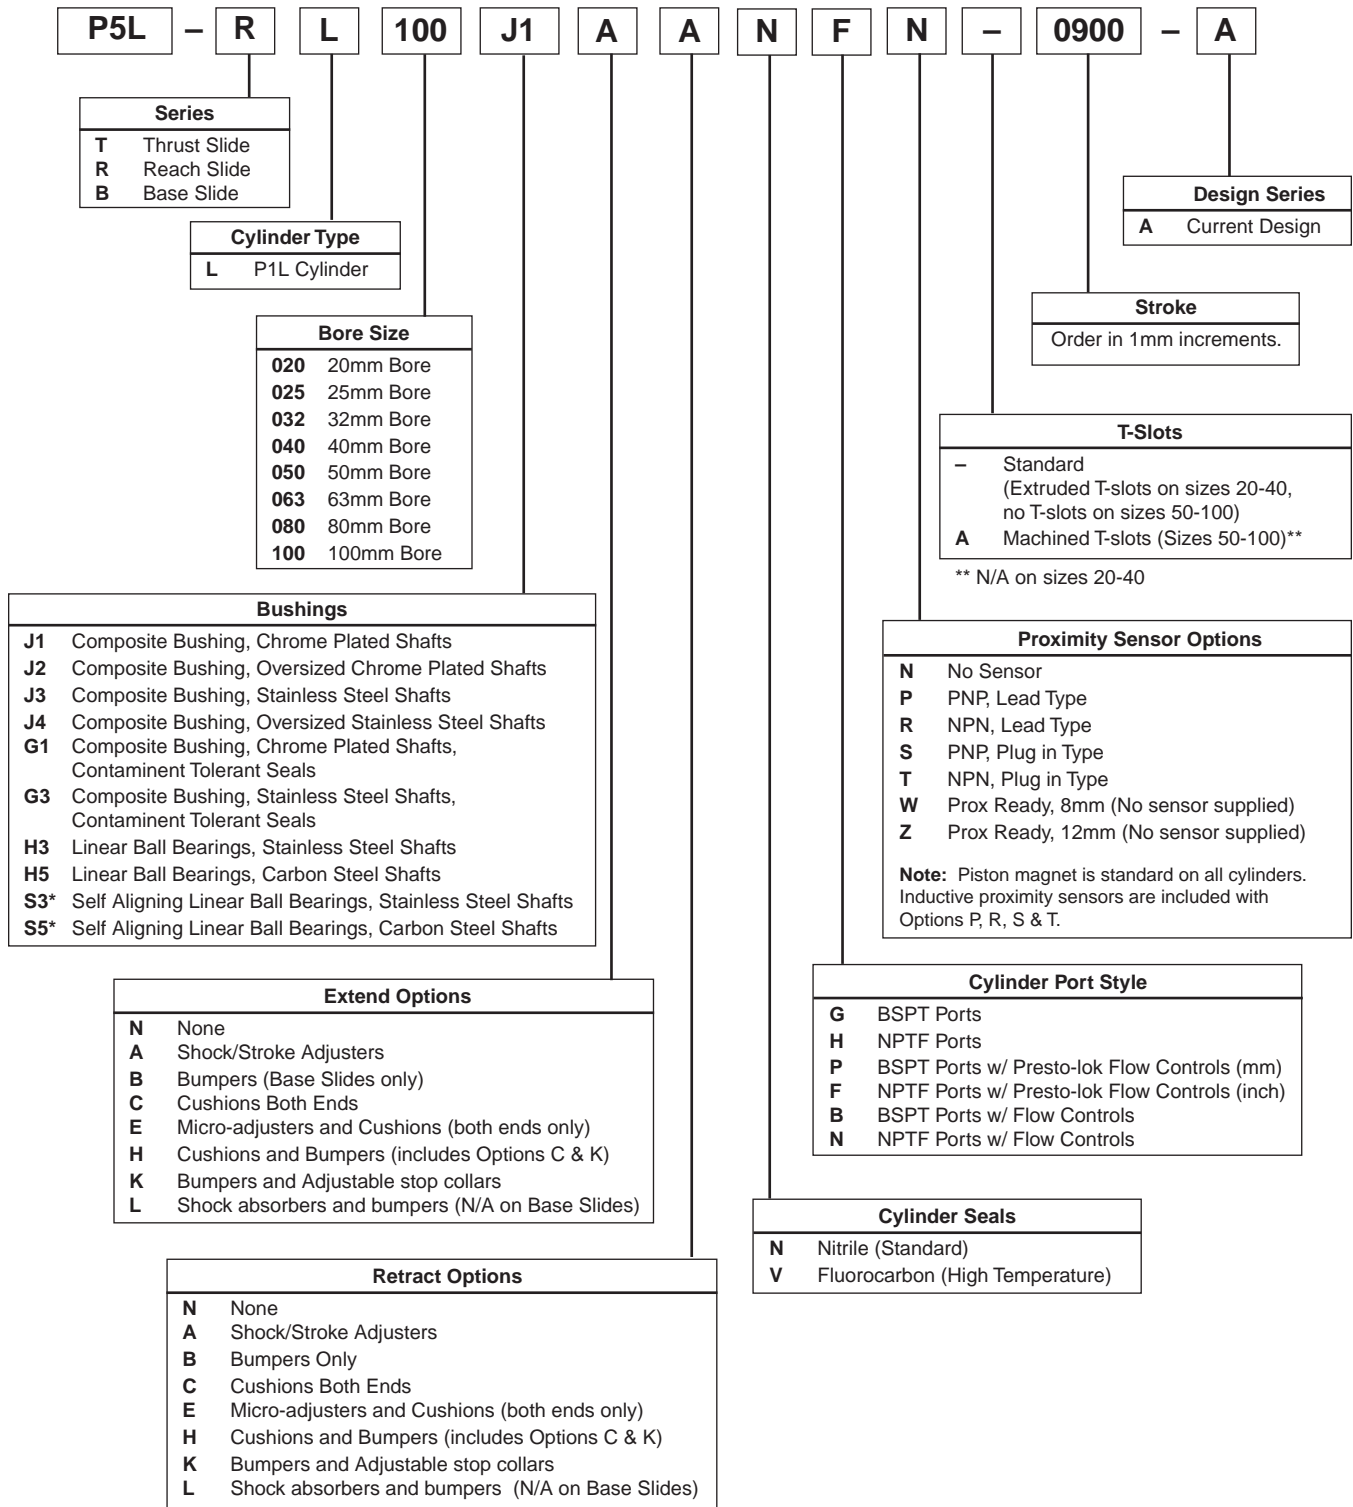 P5L – R L 100 J1 A A N F N – 0900 – A
Series
T Thrust Slide
R Reach Slide
B Base Slide
Cylinder Type
L P1L Cylinder
Bore Size
020 20mm Bore
025 25mm Bore
032 32mm Bore
040 40mm Bore
050 50mm Bore
063 63mm Bore
080 80mm Bore
100 100mm Bore
Bushings
J1 Composite Bushing, Chrome Plated Shafts
J2 Composite Bushing, Oversized Chrome Plated Shafts
J3 Composite Bushing, Stainless Steel Shafts
J4 Composite Bushing, Oversized Stainless Steel Shafts
G1 Composite Bushing, Chrome Plated Shafts,
Contaminent Tolerant Seals
G3 Composite Bushing, Stainless Steel Shafts,
Contaminent Tolerant Seals
H3 Linear Ball Bearings, Stainless Steel Shafts
H5 Linear Ball Bearings, Carbon Steel Shafts
S3* Self Aligning Linear Ball Bearings, Stainless Steel Shafts
S5* Self Aligning Linear Ball Bearings, Carbon Steel Shafts
Extend Options
N None
A Shock/Stroke Adjusters
B Bumpers (Base Slides only)
C Cushions Both Ends
E Micro-adjusters and Cushions (both ends only)
H Cushions and Bumpers (includes Options C & K)
K Bumpers and Adjustable stop collars
L Shock absorbers and bumpers (N/A on Base Slides)
Retract Options
N None
A Shock/Stroke Adjusters
B Bumpers Only
C Cushions Both Ends
E Micro-adjusters and Cushions (both ends only)
H Cushions and Bumpers (includes Options C & K)
K Bumpers and Adjustable stop collars
L Shock absorbers and bumpers (N/A on Base Slides)
Design Series
A Current Design
Stroke
Order in 1mm increments.
T-Slots
– Standard
(Extruded T-slots on sizes 20-40,
no T-slots on sizes 50-100)
A Machined T-slots (Sizes 50-100)**
** N/A on sizes 20-40
Proximity Sensor Options
N No Sensor
P PNP, Lead Type
R NPN, Lead Type
S PNP, Plug in Type
T NPN, Plug in Type
W Prox Ready, 8mm (No sensor supplied)
Z Prox Ready, 12mm (No sensor supplied)
Note: Piston magnet is standard on all cylinders.
Inductive proximity sensors are included with
Options P, R, S & T.
Cylinder Port Style
G BSPT Ports
H NPTF Ports
P BSPT Ports w/ Presto-lok Flow Controls (mm)
F NPTF Ports w/ Presto-lok Flow Controls (inch)
B BSPT Ports w/ Flow Controls
N NPTF Ports w/ Flow Controls
Cylinder Seals
N Nitrile (Standard)
V Fluorocarbon (High Temperature)